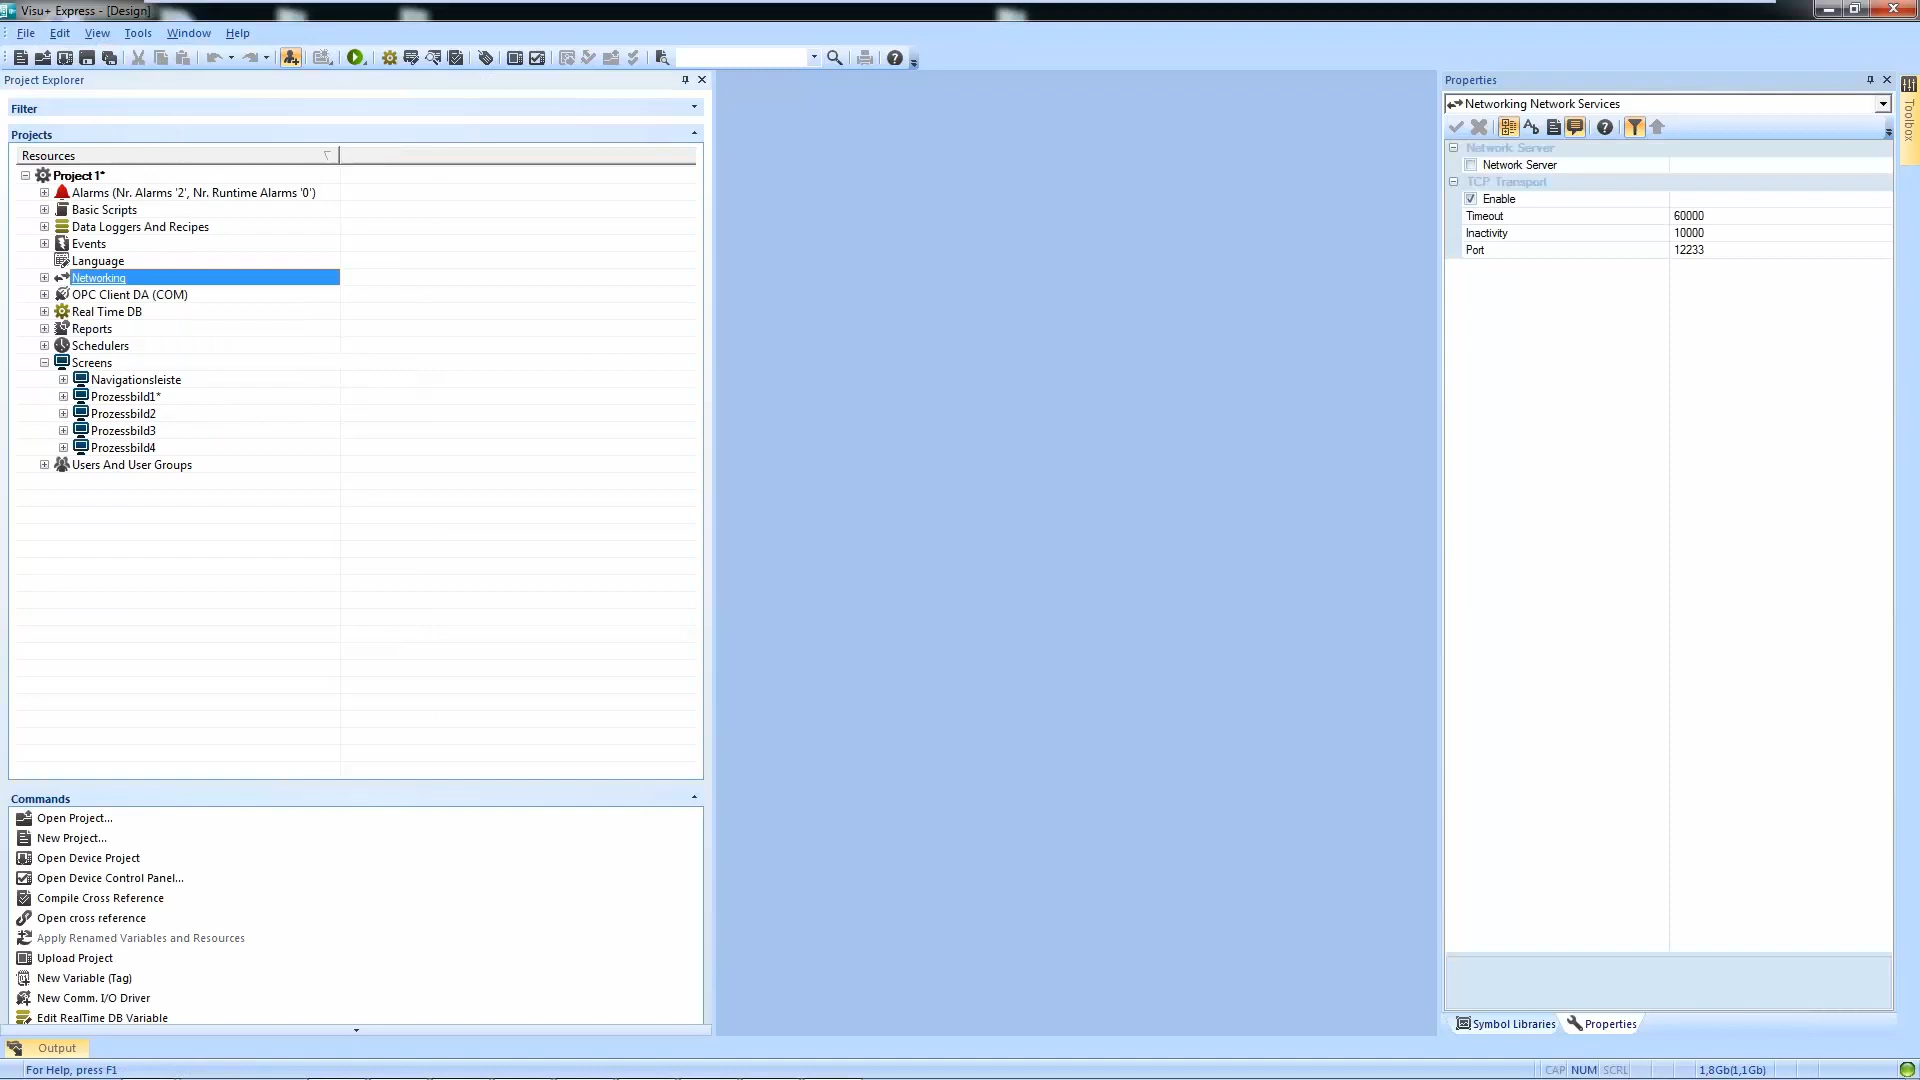 Visu+ Express - [Design]
File Edit View Tools Window Help
Project Explorer
Filter
Projects
Resources
Project 1*
Alarms (Nr. Alarms '2', Nr. Runtime Alarms '0')
Basic Scripts
Data Loggers And Recipes
Events
Language
Networking
OPC Client DA (COM)
Real Time DB
Reports
Schedulers
Screens
Navigationsleiste
Prozessbild1*
Prozessbild2
Prozessbild3
Prozessbild4
Users And User Groups
Commands
Open Project...
New Project...
Open Device Project
Open Device Control Panel...
Compile Cross Reference
Open cross reference
Apply Renamed Variables and Resources
Upload Project
New Variable (Tag)
New Comm. I/O Driver
Edit RealTime DB Variable
Output
For Help, press F1
Properties
Networking Network Services
Network Server
Network Server
TCP Transport
Enable
Timeout 60000
Inactivity 10000
Port 12233
Symbol Libraries Properties
Toolbox
CAP NUM SCRL 1,8Gb(1,1Gb)